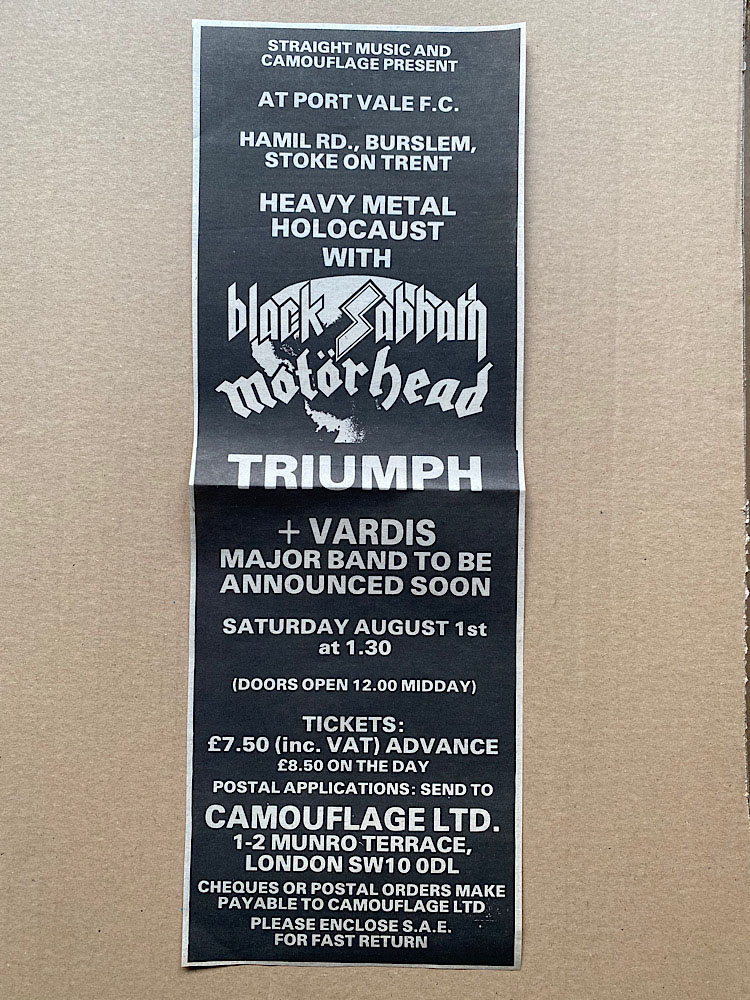 STRAIGHT MUSIC AND
CAMOUFLAGE PRESENT
AT PORT VALE F.C.
HAMIL RD., BURSLEM,
STOKE ON TRENT
HEAVY METAL
HOLOCAUST
WITH
black sabbath
motörhead
TRIUMPH
+ VARDIS
MAJOR BAND TO BE
ANNOUNCED SOON
SATURDAY AUGUST 1st
at 1.30
(DOORS OPEN 12.00 MIDDAY)
TICKETS:
£7.50 (inc. VAT) ADVANCE
£8.50 ON THE DAY
POSTAL APPLICATIONS: SEND TO
CAMOUFLAGE LTD.
1-2 MUNRO TERRACE,
LONDON SW10 0DL
CHEQUES OR POSTAL ORDERS MAKE
PAYABLE TO CAMOUFLAGE LTD
PLEASE ENCLOSE S.A.E.
FOR FAST RETURN